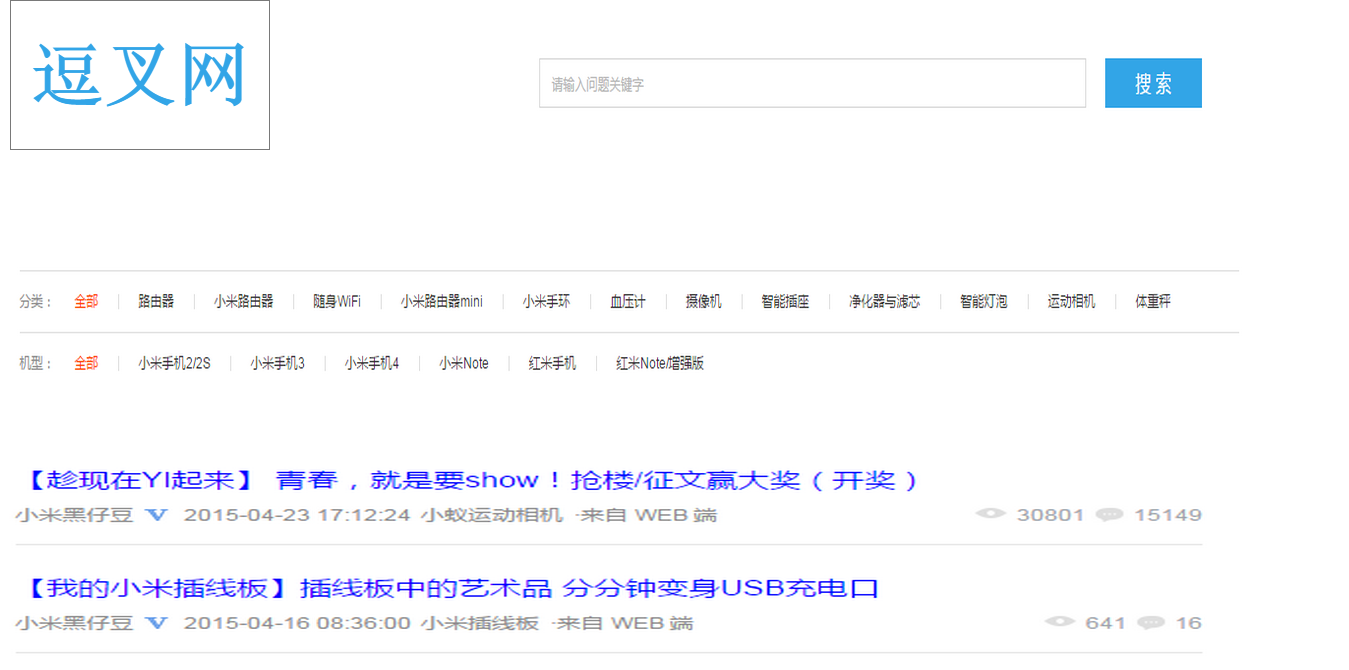 逗叉网
请输入问题关键字
搜索
分类： 全部 路由器 小米路由器 随身WiFi 小米路由器mini 小米手环 血压计 摄像机 智能插座 净化器与滤芯 智能灯泡 运动相机 体重秤
机型： 全部 小米手机2/2S 小米手机3 小米手机4 小米Note 红米手机 红米Note/增强版
【趁现在YI起来】 青春，就是要show！抢楼/征文赢大奖（开奖）
小米黑仔豆 V 2015-04-23 17:12:24 小蚁运动相机 ·来自 WEB 端 30801 15149
【我的小米插线板】插线板中的艺术品 分分钟变身USB充电口
小米黑仔豆 V 2015-04-16 08:36:00 小米插线板 ·来自 WEB 端 641 16